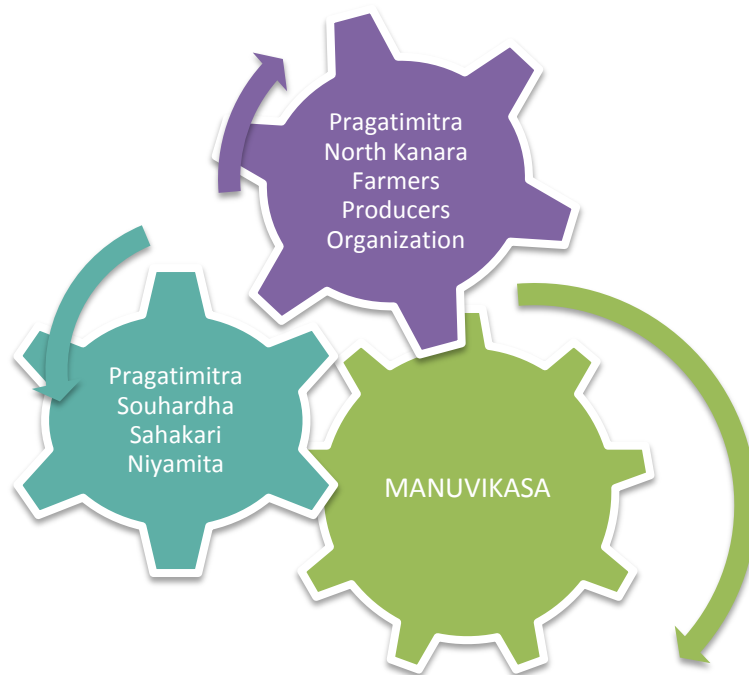 Pragatimitra
North Kanara
Farmers
Producers
Organization
Pragatimitra
Souhardha
Sahakari
Niyamita
MANUVIKASA